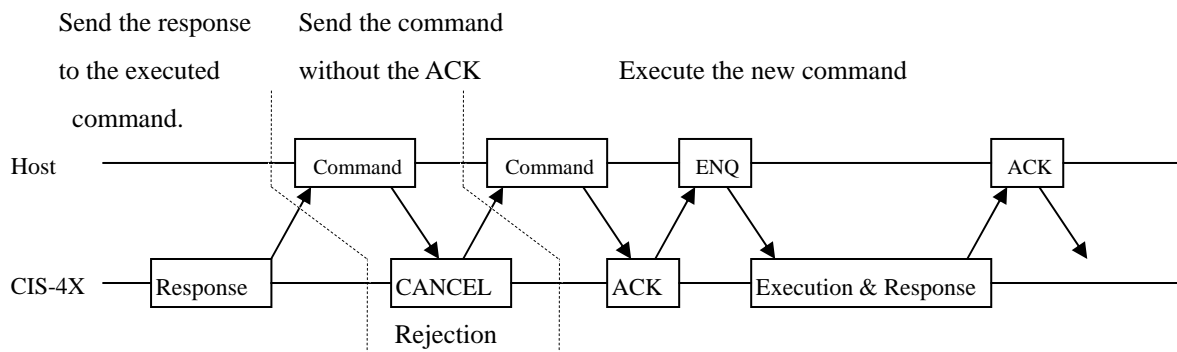 Send the response
to the executed
command.
Send the command
without the ACK
Execute the new command
Host
Command
Command
ENQ
ACK
CIS-4X
Response
CANCEL
ACK
Execution & Response
Rejection